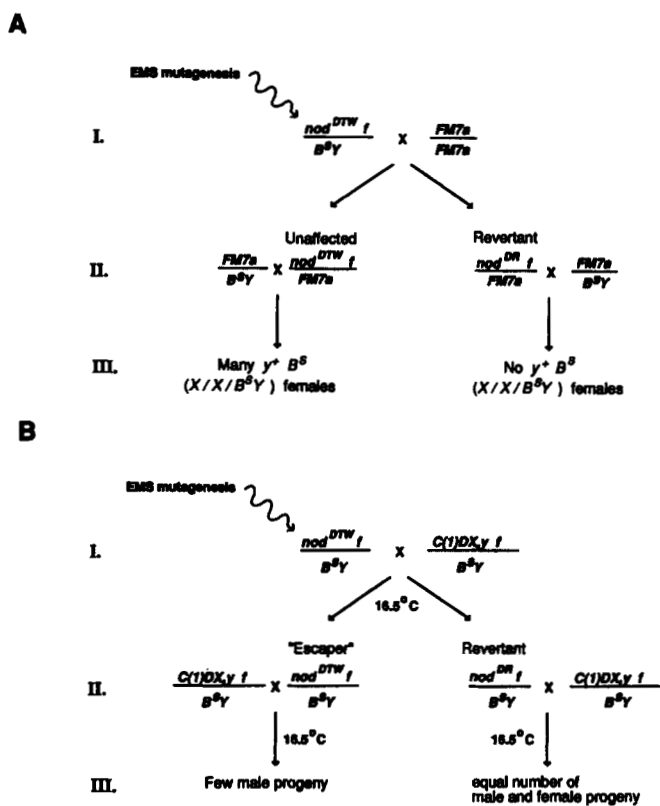 A
EMS mutagenesis
I. nod^DTW f / B^S Y X FM7a / FM7a
Unaffected Revertant
II. FM7a / B^S Y X nod^DTW f / FM7a nod^DR f / FM7a X FM7a / B^S Y
III. Many y+ B^S No y+ B^S
(X/X/B^S Y) females (X/X/B^S Y) females
B
EMS mutagenesis
I. nod^DTW f / B^S Y X C(1)DX,y f / B^S Y
16.5°C
"Escaper" Revertant
II. C(1)DX,y f / B^S Y X nod^DTW f / B^S Y nod^DR f / B^S Y X C(1)DX,y f / B^S Y
16.5°C 16.5°C
III. Few male progeny equal number of
male and female progeny